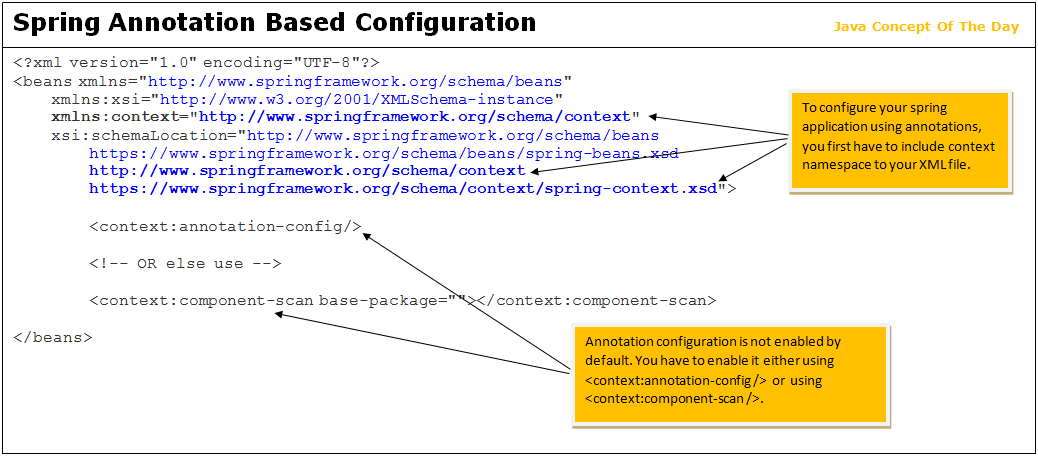 Spring Annotation Based Configuration
Java Concept Of The Day
<?xml version="1.0" encoding="UTF-8"?>
<beans xmlns="http://www.springframework.org/schema/beans"
xmlns:xsi="http://www.w3.org/2001/XMLSchema-instance"
xmlns:context="http://www.springframework.org/schema/context"
xsi:schemaLocation="http://www.springframework.org/schema/beans
https://www.springframework.org/schema/beans/spring-beans.xsd
http://www.springframework.org/schema/context
https://www.springframework.org/schema/context/spring-context.xsd">
To configure your spring
application using annotations,
you first have to include context
namespace to your XML file.
<context:annotation-config/>
<!-- OR else use -->
<context:component-scan base-package=""></context:component-scan>
</beans>
Annotation configuration is not enabled by
default. You have to enable it either using
<context:annotation-config/> or using
<context:component-scan/>.